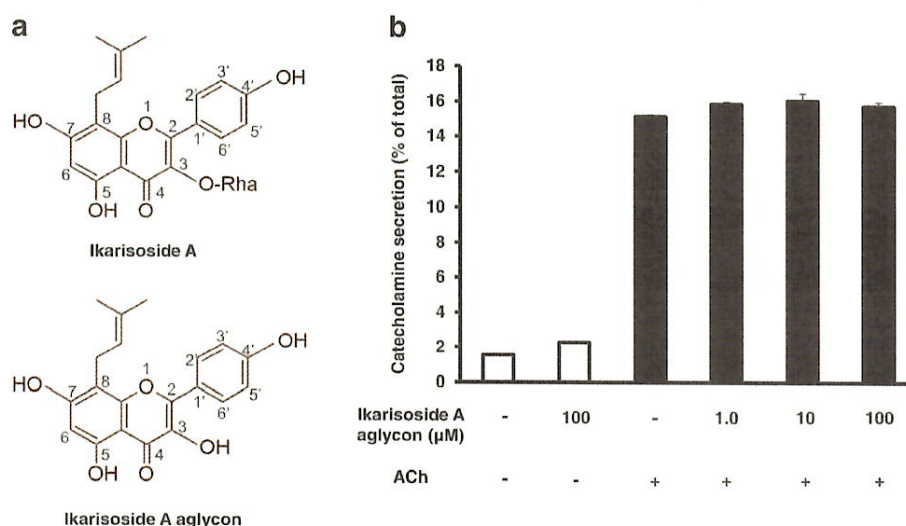 a
3'
OH
4'
2'
HO
O
1
5'
8
7
2
1'
6'
6
3
O-Rha
5
4
OH
O
Ikarisoside A
3'
OH
4'
2'
HO
O
1
5'
8
7
2
1'
6'
6
3
OH
5
4
OH
O
Ikarisoside A aglycon
b
Catecholamine secretion (% of total)
18
16
14
12
10
8
6
4
2
0
Ikarisoside A
aglycon (µM)
- 100 - 1.0 10 100
ACh - - + + + +